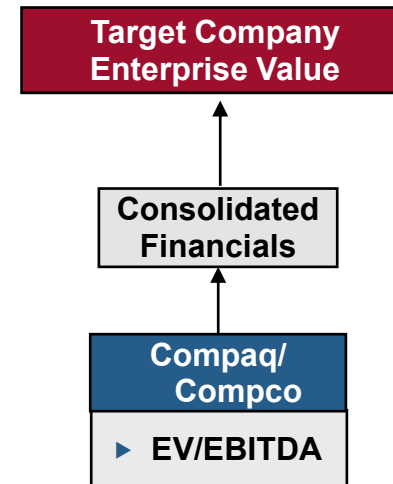 Target Company
Enterprise Value
Consolidated
Financials
Compaq/
Compco
EV/EBITDA